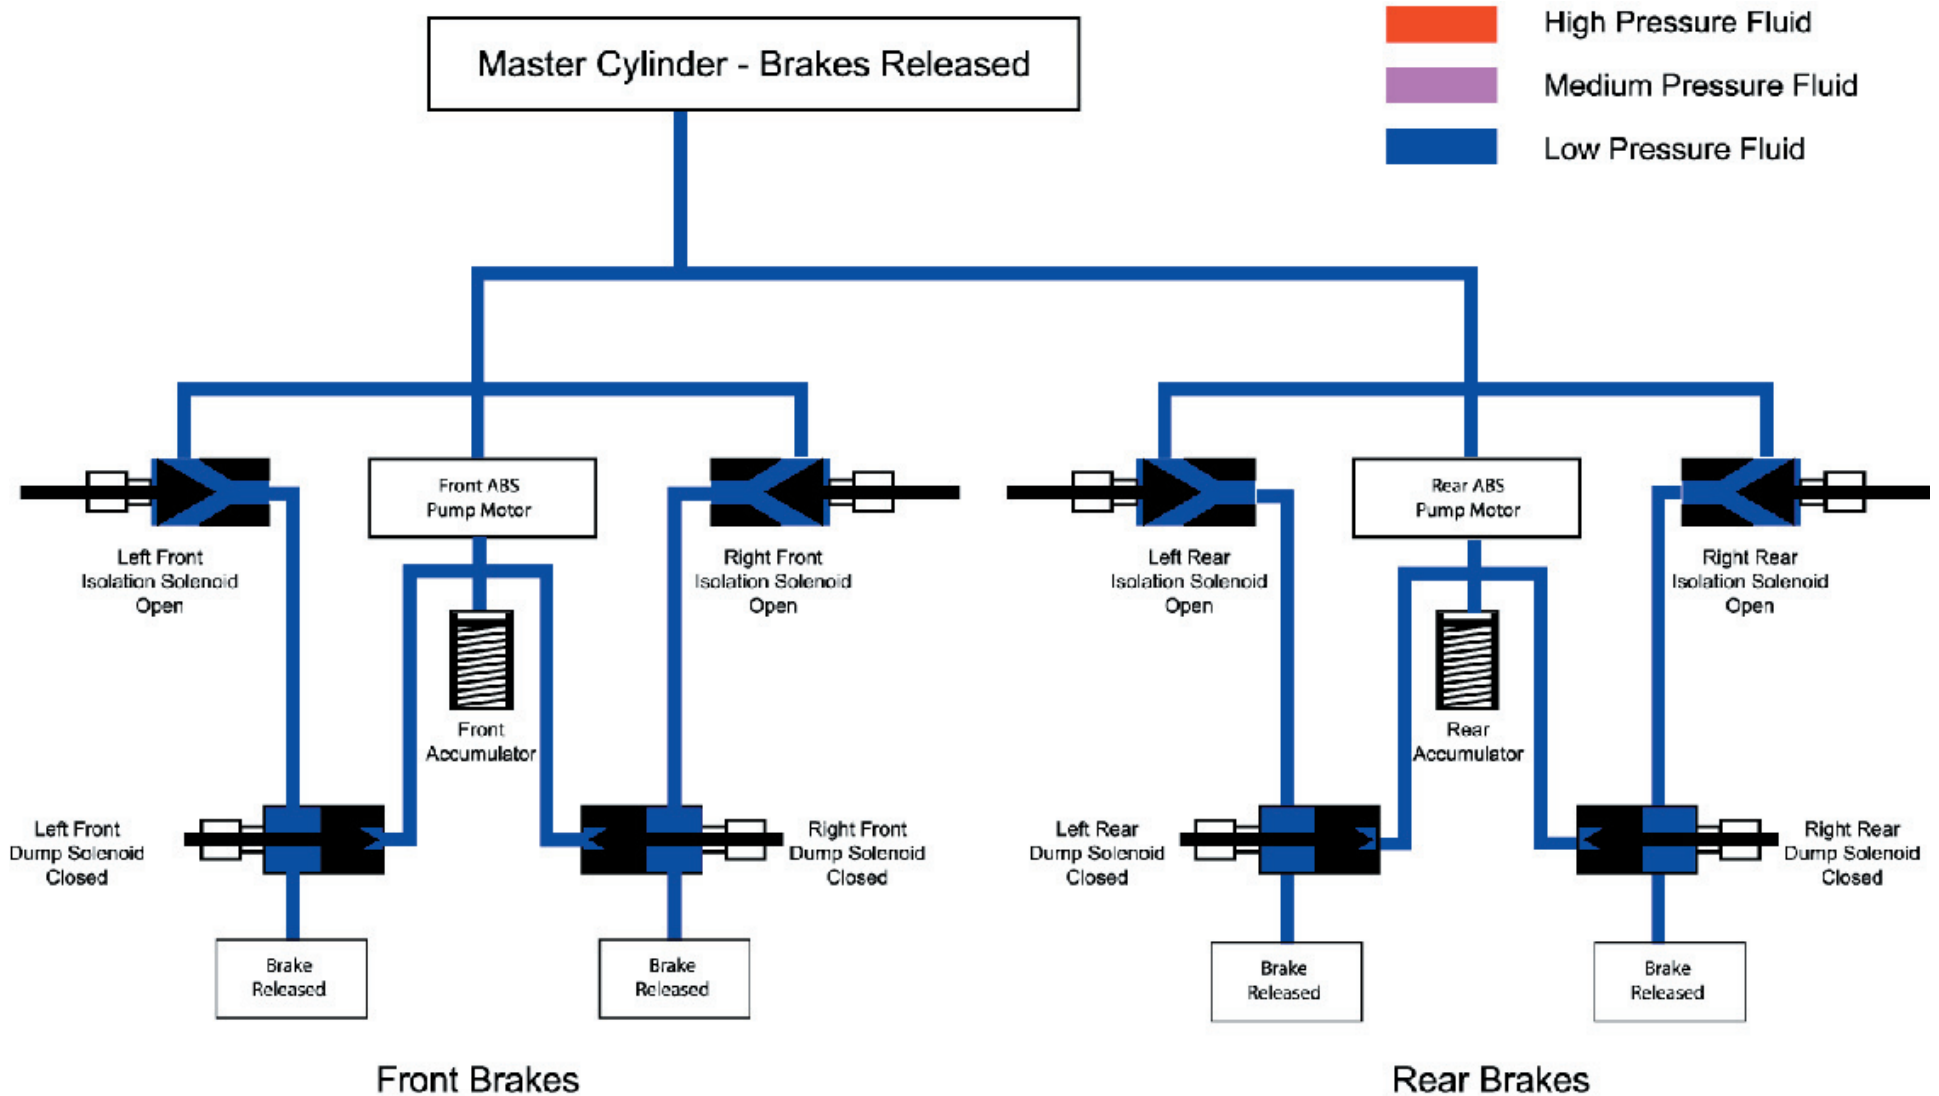 Master Cylinder - Brakes Released
High Pressure Fluid
Medium Pressure Fluid
Low Pressure Fluid
Left Front
Isolation Solenoid
Open
Front ABS
Pump Motor
Right Front
Isolation Solenoid
Open
Left Rear
Isolation Solenoid
Open
Rear ABS
Pump Motor
Right Rear
Isolation Solenoid
Open
Front
Accumulator
Rear
Accumulator
Left Front
Dump Solenoid
Closed
Right Front
Dump Solenoid
Closed
Left Rear
Dump Solenoid
Closed
Right Rear
Dump Solenoid
Closed
Brake
Released
Brake
Released
Brake
Released
Brake
Released
Front Brakes
Rear Brakes